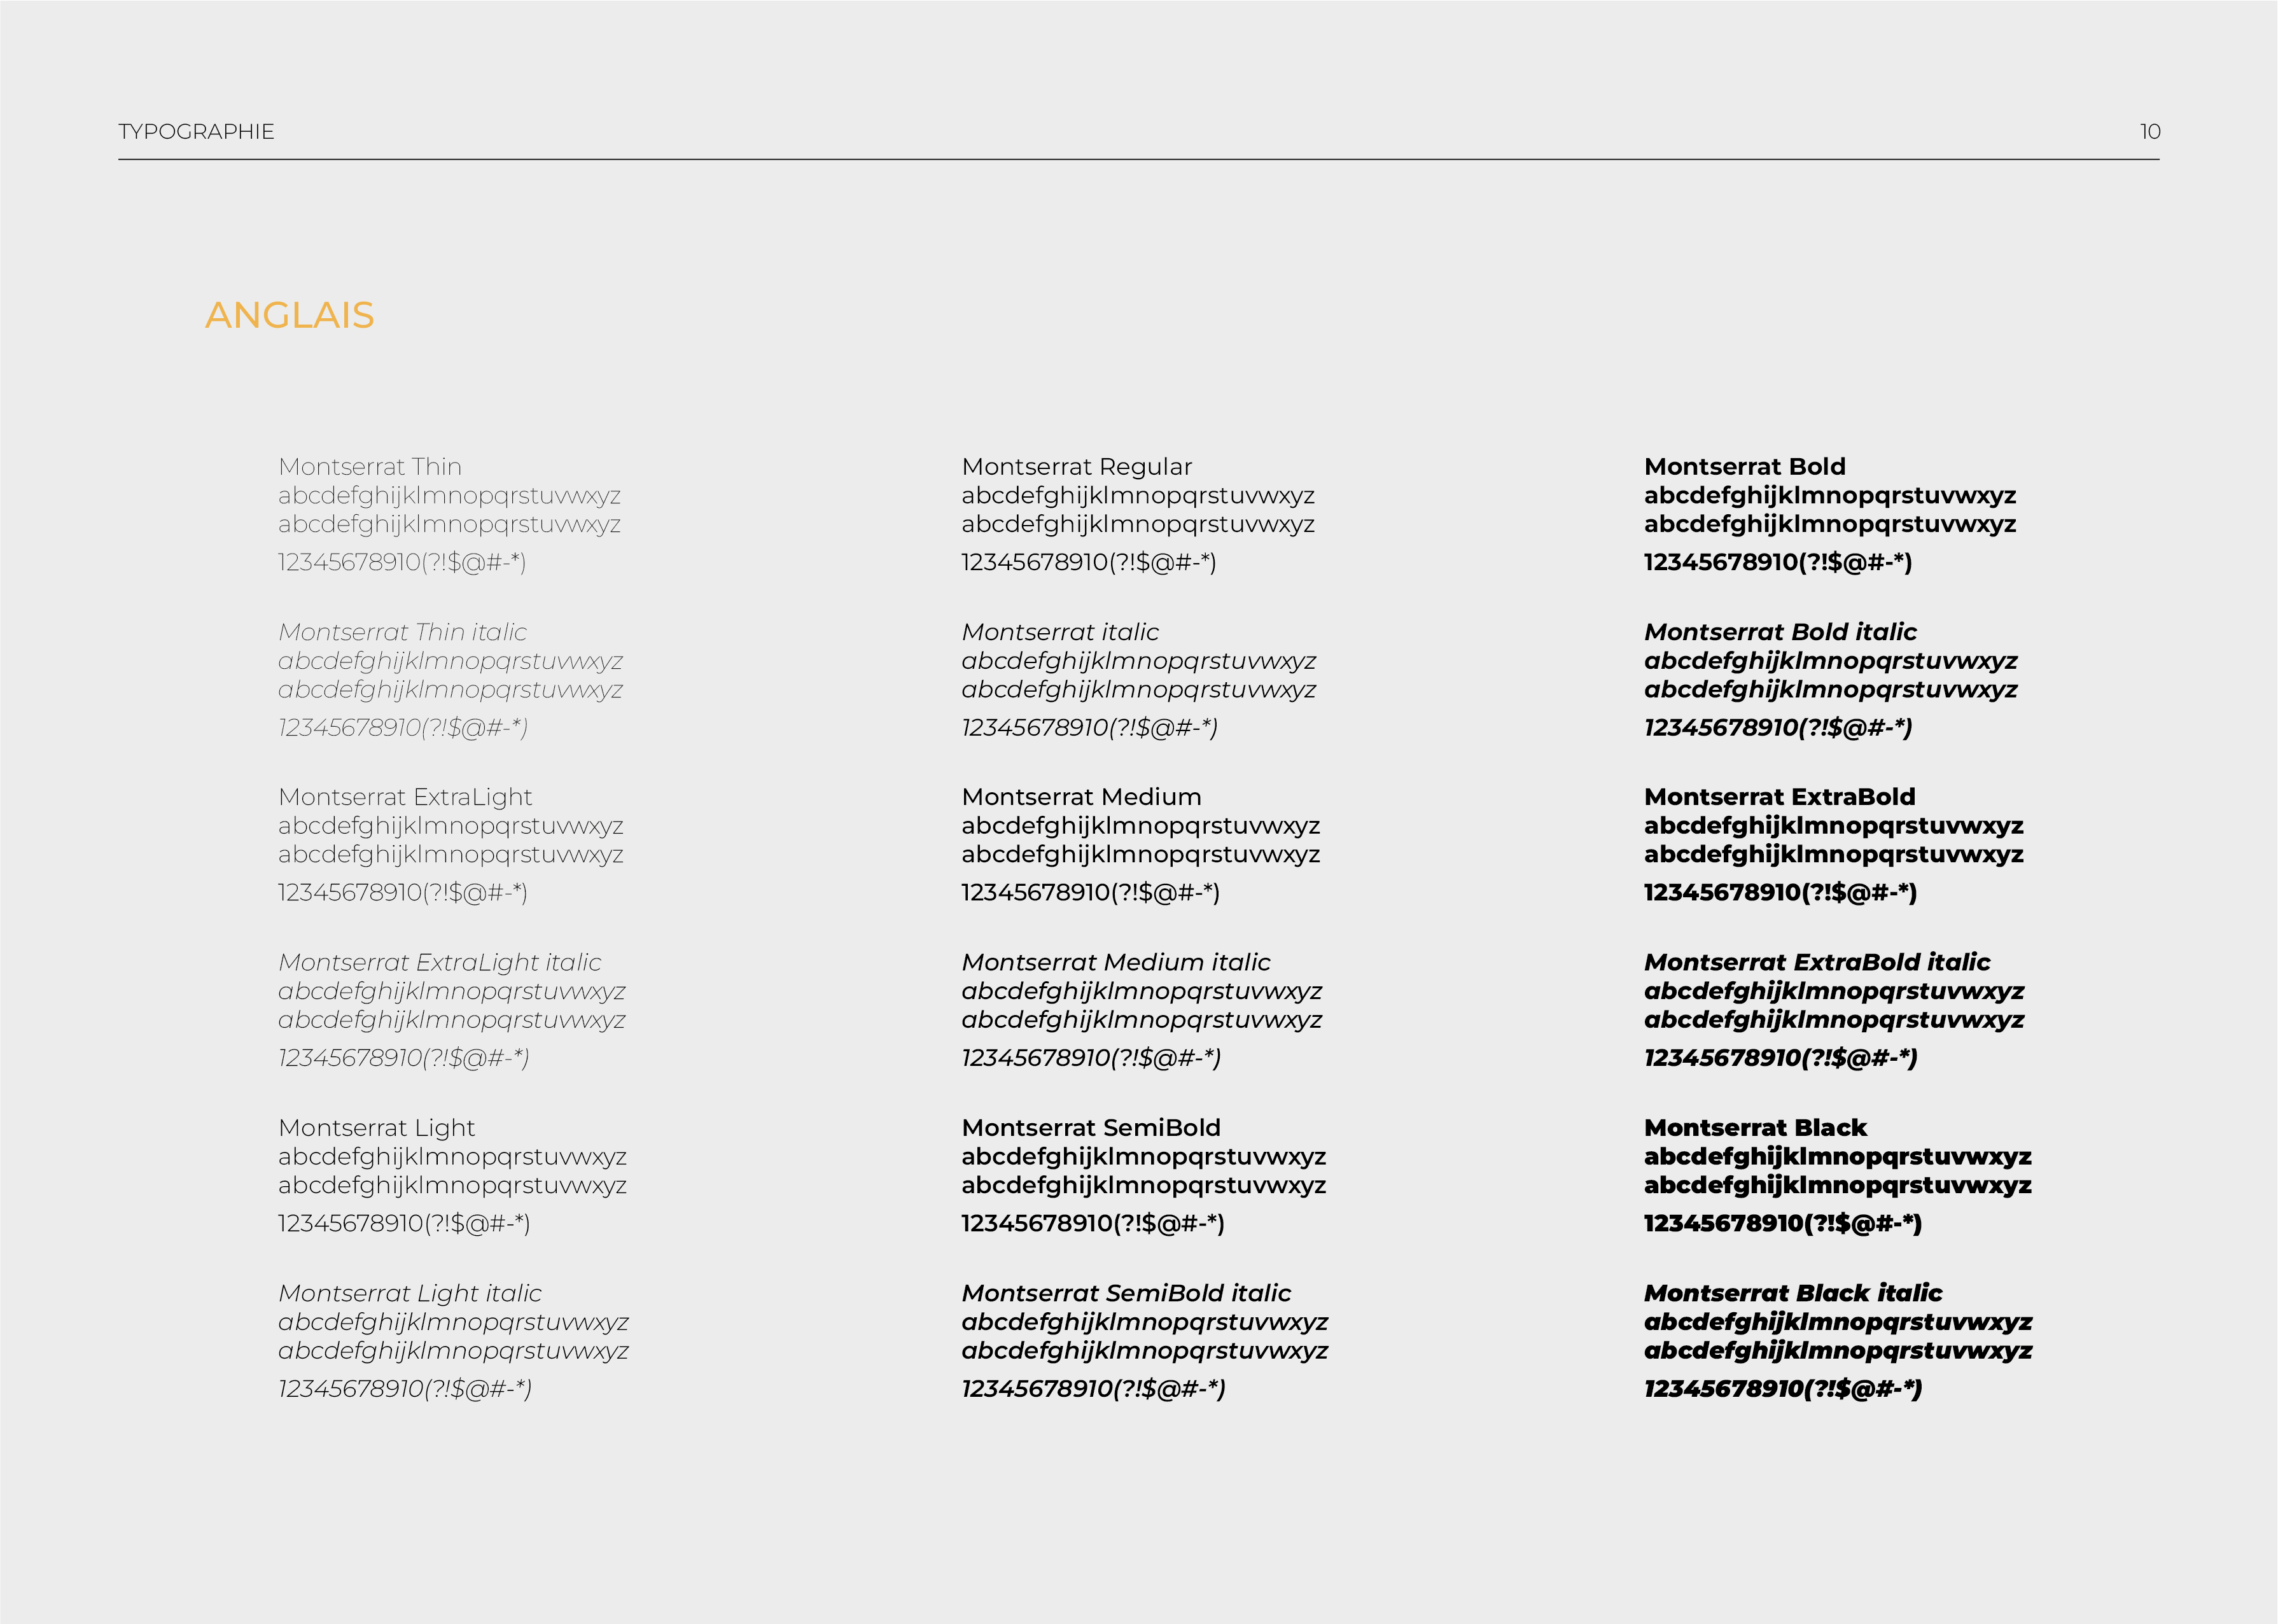 TYPOGRAPHIE
10
ANGLAIS
Montserrat Thin
abcdefghijklmnopqrstuvwxyz
abcdefghijklmnopqrstuvwxyz
12345678910(?!$@#-*)
Montserrat Thin italic
abcdefghijklmnopqrstuvwxyz
abcdefghijklmnopqrstuvwxyz
12345678910(?!$@#-*)
Montserrat ExtraLight
abcdefghijklmnopqrstuvwxyz
abcdefghijklmnopqrstuvwxyz
12345678910(?!$@#-*)
Montserrat ExtraLight italic
abcdefghijklmnopqrstuvwxyz
abcdefghijklmnopqrstuvwxyz
12345678910(?!$@#-*)
Montserrat Light
abcdefghijklmnopqrstuvwxyz
abcdefghijklmnopqrstuvwxyz
12345678910(?!$@#-*)
Montserrat Light italic
abcdefghijklmnopqrstuvwxyz
abcdefghijklmnopqrstuvwxyz
12345678910(?!$@#-*)
Montserrat Regular
abcdefghijklmnopqrstuvwxyz
abcdefghijklmnopqrstuvwxyz
12345678910(?!$@#-*)
Montserrat italic
abcdefghijklmnopqrstuvwxyz
abcdefghijklmnopqrstuvwxyz
12345678910(?!$@#-*)
Montserrat Medium
abcdefghijklmnopqrstuvwxyz
abcdefghijklmnopqrstuvwxyz
12345678910(?!$@#-*)
Montserrat Medium italic
abcdefghijklmnopqrstuvwxyz
abcdefghijklmnopqrstuvwxyz
12345678910(?!$@#-*)
Montserrat SemiBold
abcdefghijklmnopqrstuvwxyz
abcdefghijklmnopqrstuvwxyz
12345678910(?!$@#-*)
Montserrat SemiBold italic
abcdefghijklmnopqrstuvwxyz
abcdefghijklmnopqrstuvwxyz
12345678910(?!$@#-*)
Montserrat Bold
abcdefghijklmnopqrstuvwxyz
abcdefghijklmnopqrstuvwxyz
12345678910(?!$@#-*)
Montserrat Bold italic
abcdefghijklmnopqrstuvwxyz
abcdefghijklmnopqrstuvwxyz
12345678910(?!$@#-*)
Montserrat ExtraBold
abcdefghijklmnopqrstuvwxyz
abcdefghijklmnopqrstuvwxyz
12345678910(?!$@#-*)
Montserrat ExtraBold italic
abcdefghijklmnopqrstuvwxyz
abcdefghijklmnopqrstuvwxyz
12345678910(?!$@#-*)
Montserrat Black
abcdefghijklmnopqrstuvwxyz
abcdefghijklmnopqrstuvwxyz
12345678910(?!$@#-*)
Montserrat Black italic
abcdefghijklmnopqrstuvwxyz
abcdefghijklmnopqrstuvwxyz
12345678910(?!$@#-*)